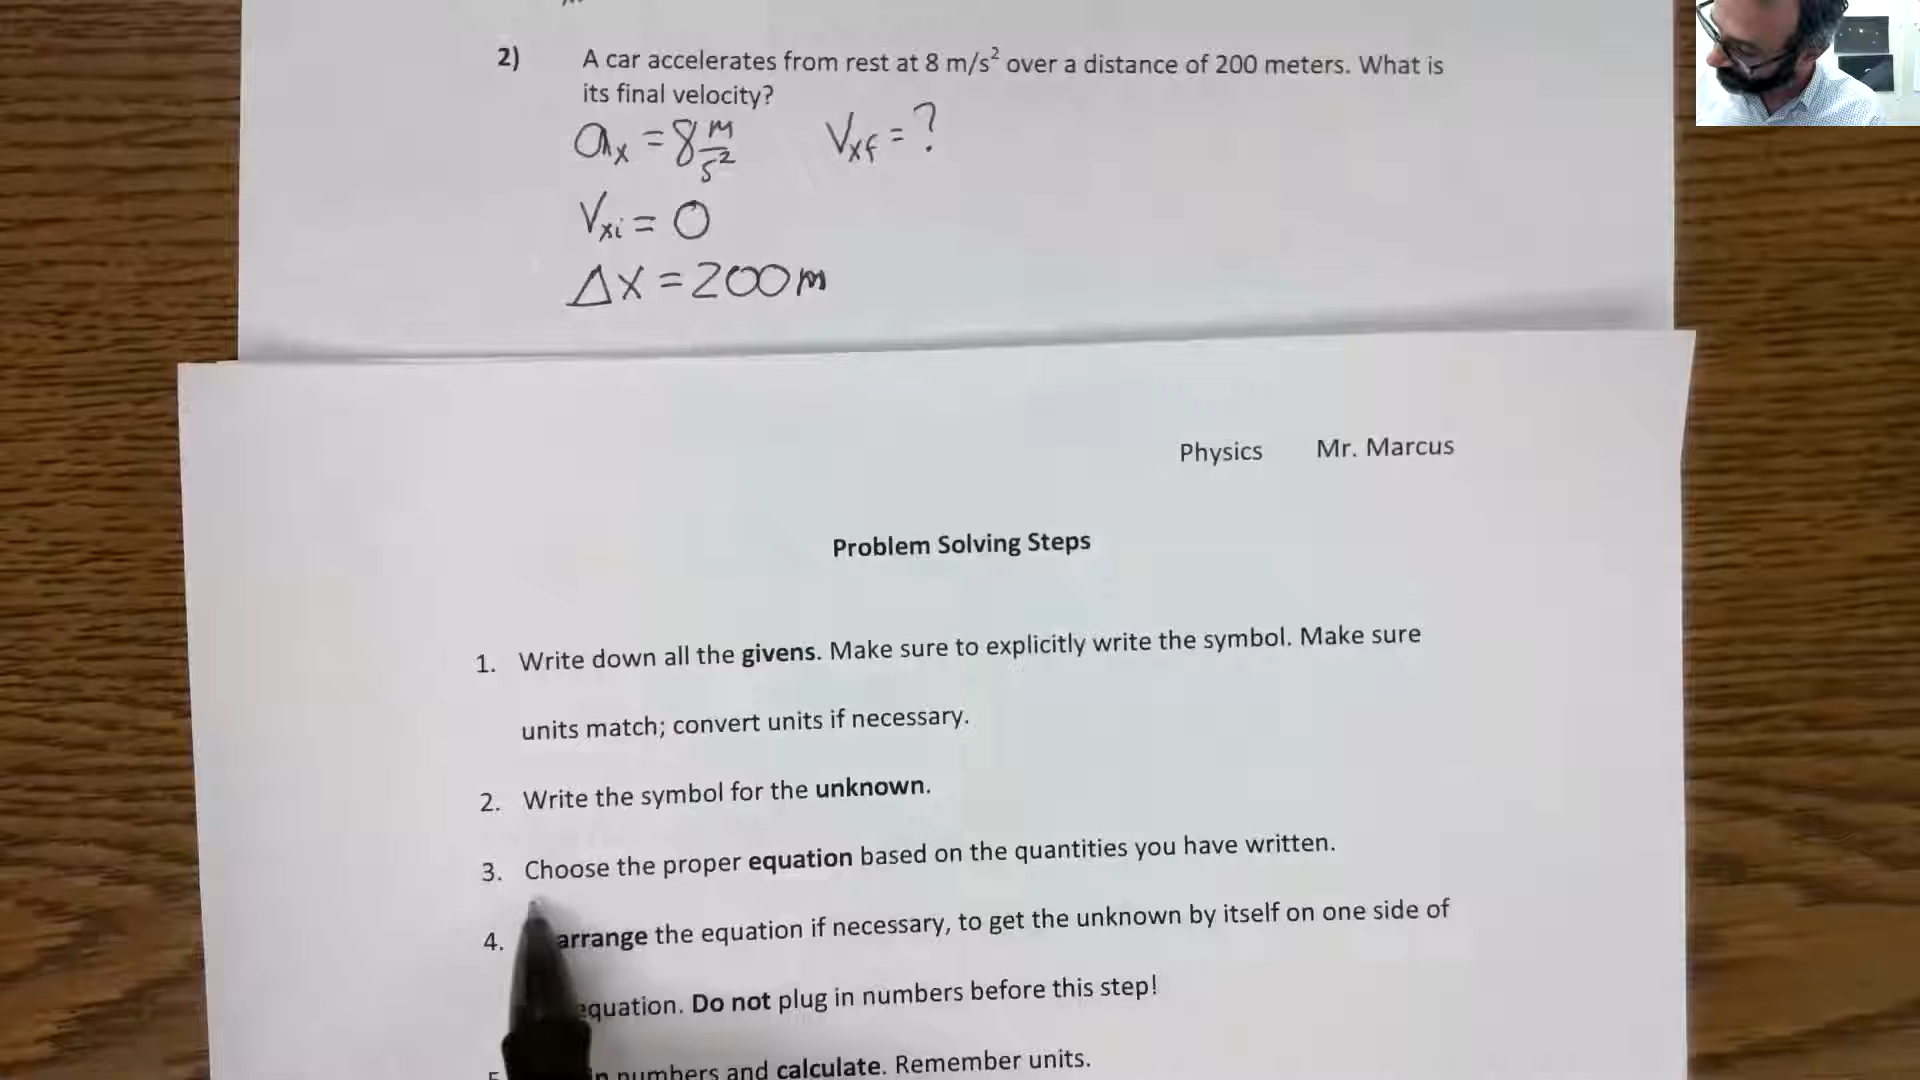 2) A car accelerates from rest at 8 m/s² over a distance of 200 meters. What is
its final velocity?
aₓ = 8 m/s² Vxf = ?
Vxi = 0
Δx = 200m
Physics Mr. Marcus
Problem Solving Steps
1. Write down all the givens. Make sure to explicitly write the symbol. Make sure
units match; convert units if necessary.
2. Write the symbol for the unknown.
3. Choose the proper equation based on the quantities you have written.
4. arrange the equation if necessary, to get the unknown by itself on one side of
equation. Do not plug in numbers before this step!
numbers and calculate. Remember units.